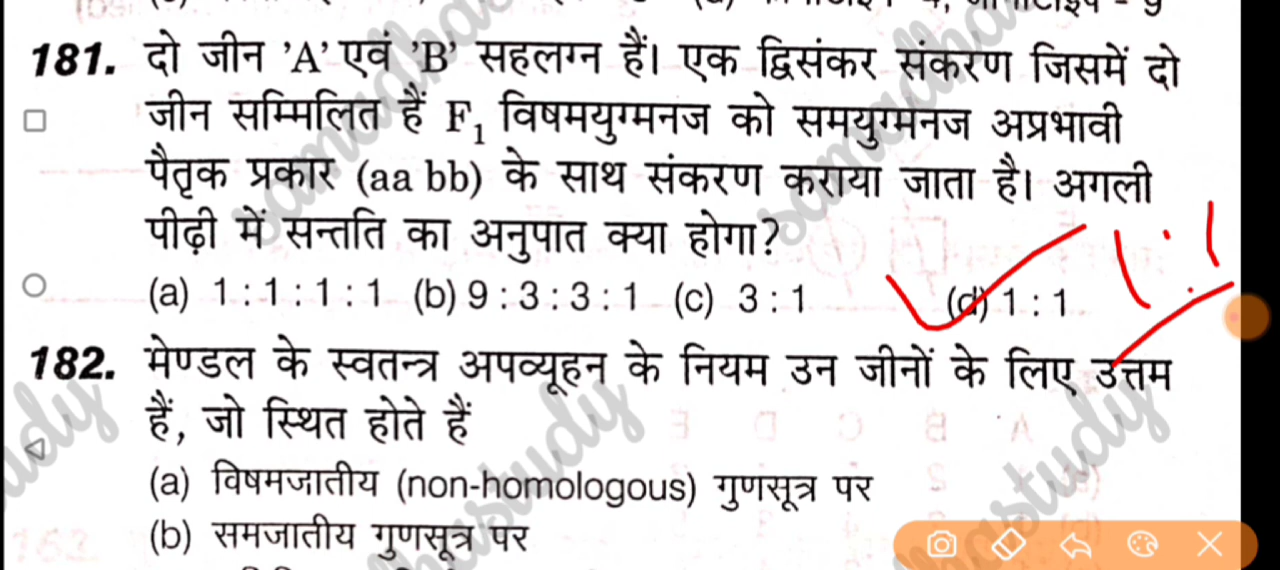 181. दो जीन 'A' एवं 'B' सहलग्न हैं। एक द्विसंकर संकरण जिसमें दो
जीन सम्मिलित हैं F₁ विषमयुग्मनज को समयुग्मनज अप्रभावी
पैतृक प्रकार (aa bb) के साथ संकरण कराया जाता है। अगली
पीढ़ी में सन्तति का अनुपात क्या होगा?
(a) 1 : 1 : 1 : 1 (b) 9 : 3 : 3 : 1 (c) 3 : 1 (d) 1 : 1
1 : 1
182. मेण्डल के स्वतन्त्र अपव्यूहन के नियम उन जीनों के लिए उत्तम
हैं, जो स्थित होते हैं
(a) विषमजातीय (non-homologous) गुणसूत्र पर
(b) समजातीय गुणसूत्र पर